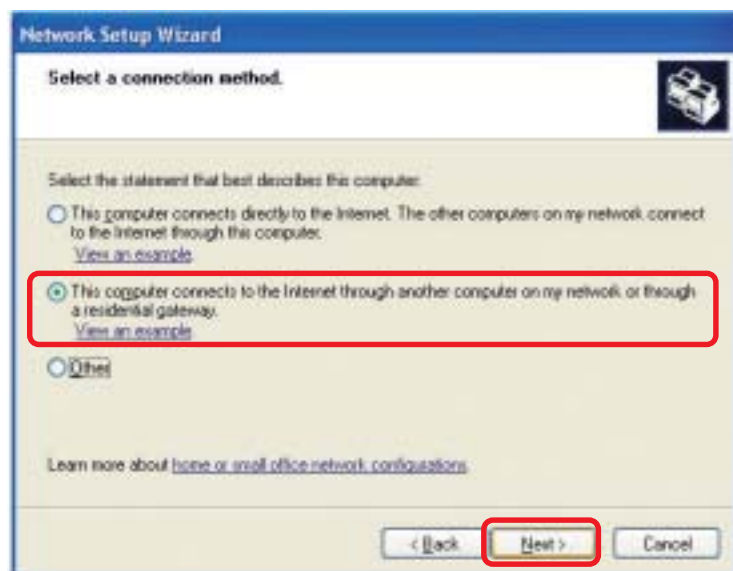 Network Setup Wizard
Select a connection method.
Select the statement that best describes this computer:
This computer connects directly to the Internet. The other computers on my network connect
to the Internet through this computer.
View an example.
This computer connects to the Internet through another computer on my network or through
a residential gateway.
View an example.
Other
Learn more about home or small office network configurations.
< Back
Next >
Cancel